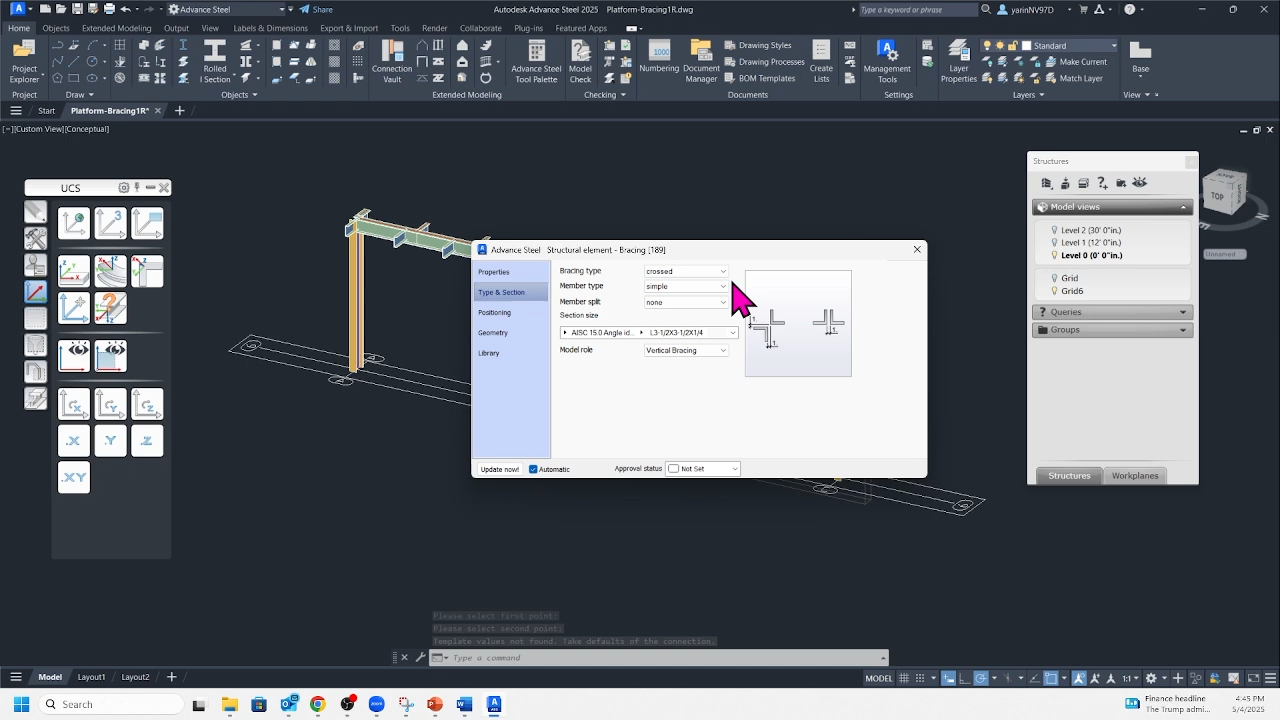 Advance Steel
Share
Autodesk Advance Steel 2025 Platform-Bracing1R.dwg
Type a keyword or phrase
yarinNV97D
Home
Objects
Extended Modeling
Output
View
Labels & Dimensions
Export & Import
Tools
Render
Collaborate
Plug-ins
Featured Apps
Project
Explorer
Rolled
I Section
Connection
Vault
Advance Steel
Tool Palette
Model
Check
1000
Numbering
Document
Manager
Drawing Styles
Drawing Processes
BOM Templates
Create
Lists
Management
Tools
Layer
Properties
Standard
Make Current
Match Layer
Base
Project
Draw
Objects
Extended Modeling
Checking
Documents
Settings
Layers
View
Start
Platform-Bracing1R*
[−][Custom View][Conceptual]
UCS
3
X
Y
Z
.X
.Y
.Z
.XY
Advance Steel Structural element - Bracing [189]
Properties
Type & Section
Positioning
Geometry
Library
Bracing type
crossed
Member type
simple
Member split
none
Section size
AISC 15.0 Angle id...
L3-1/2X3-1/2X1/4
Model role
Vertical Bracing
1.
1.
1.
Update now!
Automatic
Approval status
Not Set
Structures
Model views
Level 2 (30' 0"in.)
Level 1 (12' 0"in.)
Level 0 (0' 0"in.)
Grid
Grid6
Queries
Groups
Structures
Workplanes
TOP
Unnamed
Please select first point:
Please select second point:
Template values not found. Take defaults of the connection.
Type a command
Model
Layout1
Layout2
MODEL
1:1
Search
Finance headline
The Trump admi...
4:45 PM
5/4/2025